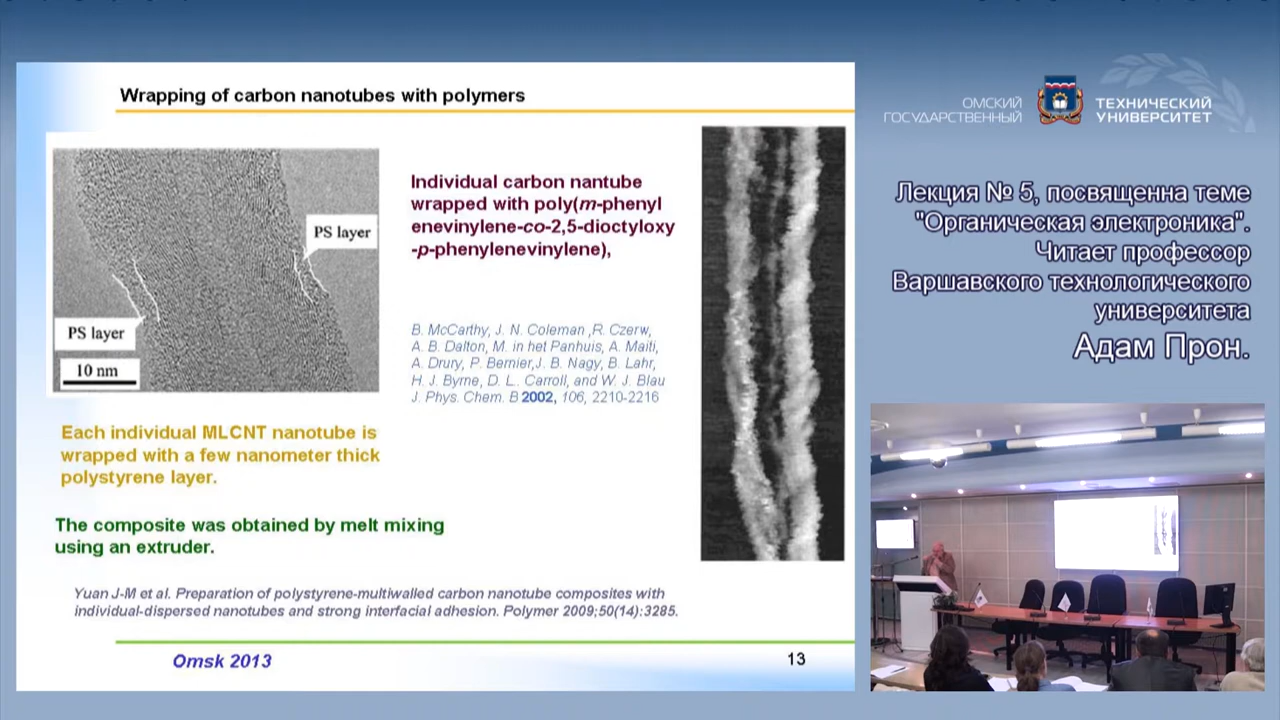 Wrapping of carbon nanotubes with polymers
PS layer
PS layer
10 nm
Individual carbon nantube
wrapped with poly(m-phenyl
enevinylene-co-2,5-dioctyloxy
-p-phenylenevinylene),
B. McCarthy, J. N. Coleman ,R. Czerw,
A. B. Dalton, M. in het Panhuis, A. Maiti,
A. Drury, P. Bernier,J. B. Nagy, B. Lahr,
H. J. Byrne, D. L. Carroll, and W. J. Blau
J. Phys. Chem. B 2002, 106, 2210-2216
Each individual MLCNT nanotube is
wrapped with a few nanometer thick
polystyrene layer.
The composite was obtained by melt mixing
using an extruder.
Yuan J-M et al. Preparation of polystyrene-multiwalled carbon nanotube composites with
individual-dispersed nanotubes and strong interfacial adhesion. Polymer 2009;50(14):3285.
Omsk 2013
13
ОМСКИЙ
ГОСУДАРСТВЕННЫЙ
ТЕХНИЧЕСКИЙ
УНИВЕРСИТЕТ
Лекция № 5, посвященна теме
"Органическая электроника".
Читает профессор
Варшавского технологического
университета
Адам Прон.